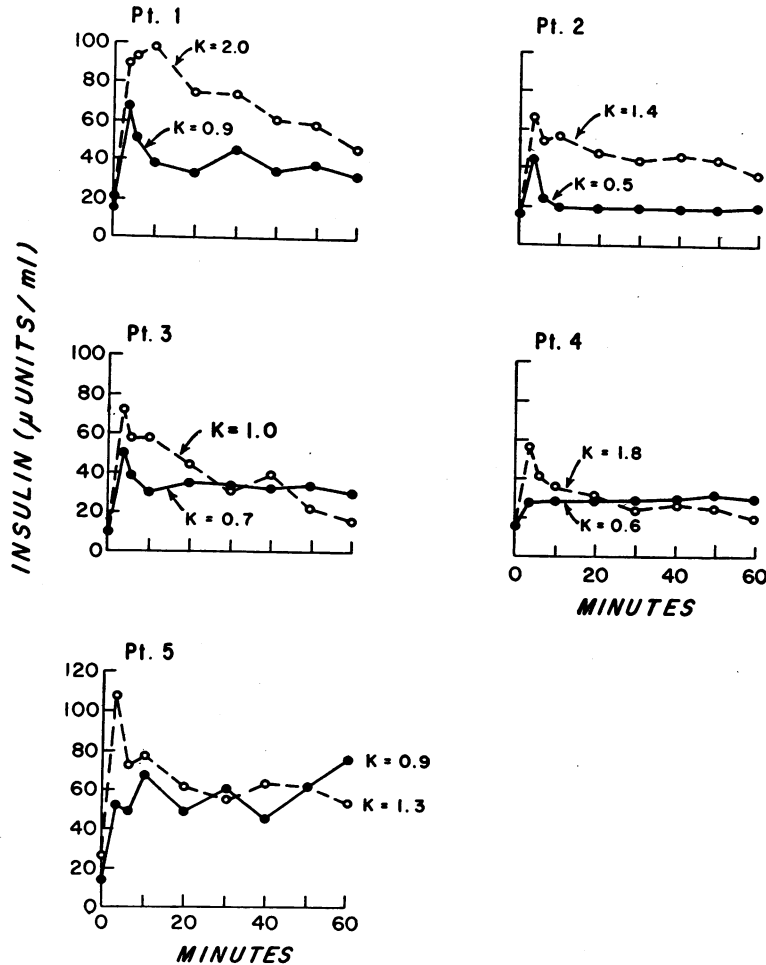 Pt. 1
100
80
60
40
20
0
K=2.0
K=0.9
Pt. 2
K=1.4
K=0.5
INSULIN (μUNITS/ml)
Pt. 3
100
80
60
40
20
0
K=1.0
K=0.7
Pt. 4
K=1.8
K=0.6
0 20 40 60
MINUTES
Pt. 5
120
100
80
60
40
20
0
K=0.9
K=1.3
0 20 40 60
MINUTES